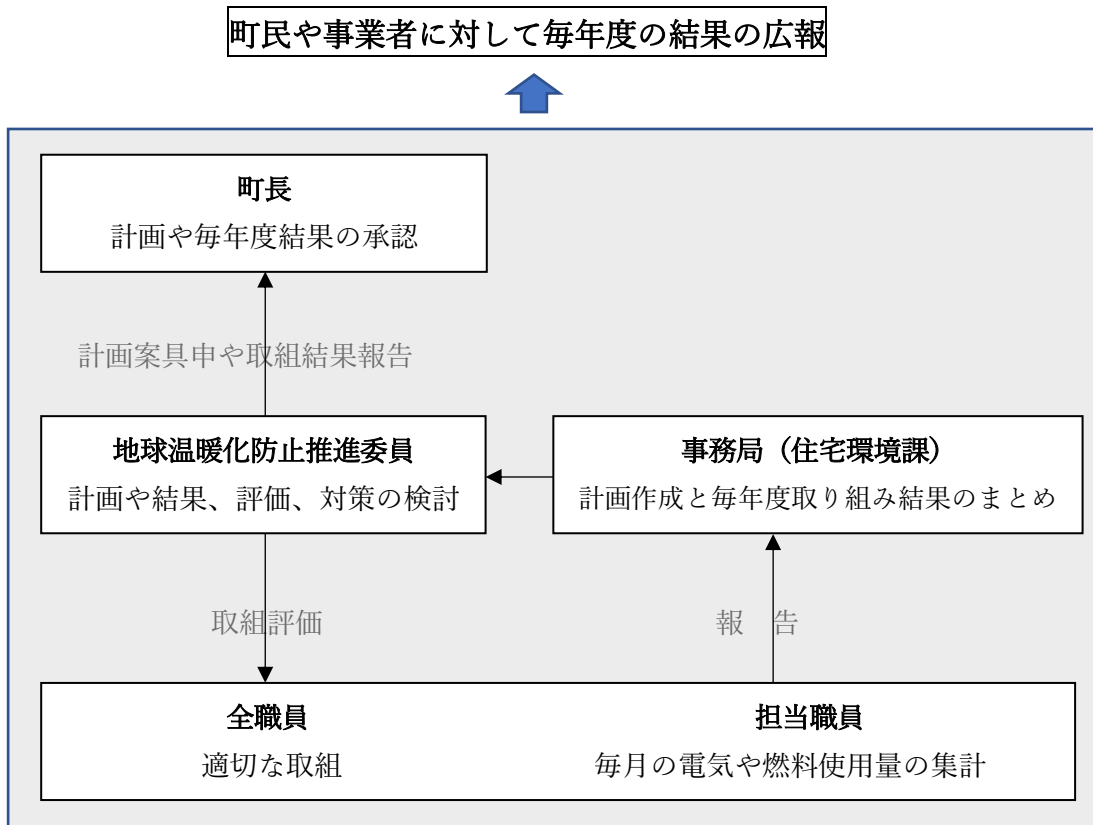 町民や事業者に対して毎年度の結果の広報
町長
計画や毎年度結果の承認
計画案具申や取組結果報告
地球温暖化防止推進委員
計画や結果、評価、対策の検討
事務局（住宅環境課）
計画作成と毎年度取り組み結果のまとめ
取組評価
報　告
全職員
適切な取組
担当職員
毎月の電気や燃料使用量の集計